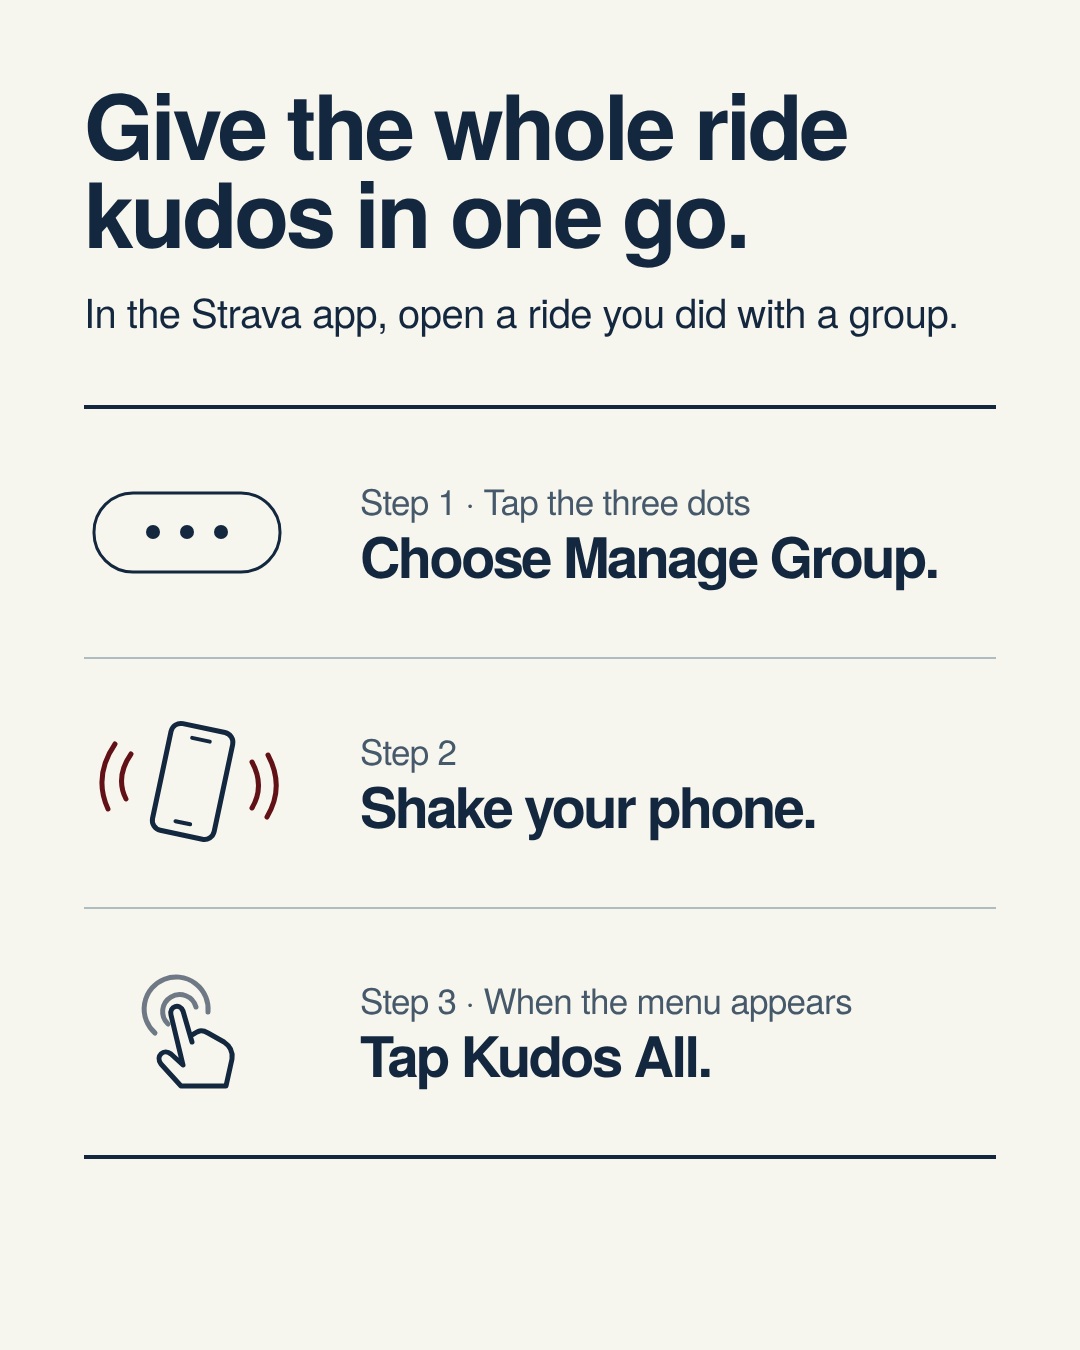 Give the whole ride
kudos in one go.
In the Strava app, open a ride you did with a group.
Step 1 · Tap the three dots
Choose Manage Group.
Step 2
Shake your phone.
Step 3 · When the menu appears
Tap Kudos All.